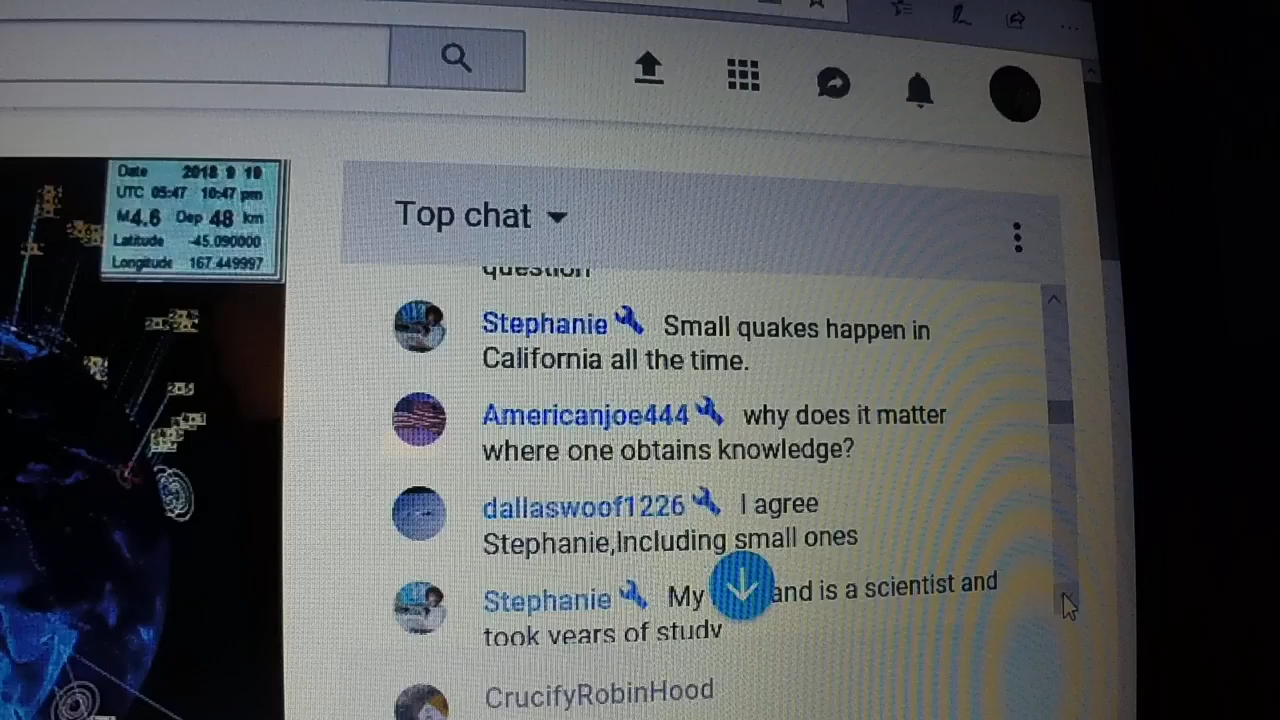 Date 2018 9 10
UTC 05:47 10:47 pm
M4.6 Dep 48 km
Latitude -45.090000
Longitude 167.449997
Top chat
question
Stephanie Small quakes happen in
California all the time.
Americanjoe444 why does it matter
where one obtains knowledge?
dallaswoof1226 I agree
Stephanie,Including small ones
Stephanie My and is a scientist and
took years of study
CrucifyRobinHood